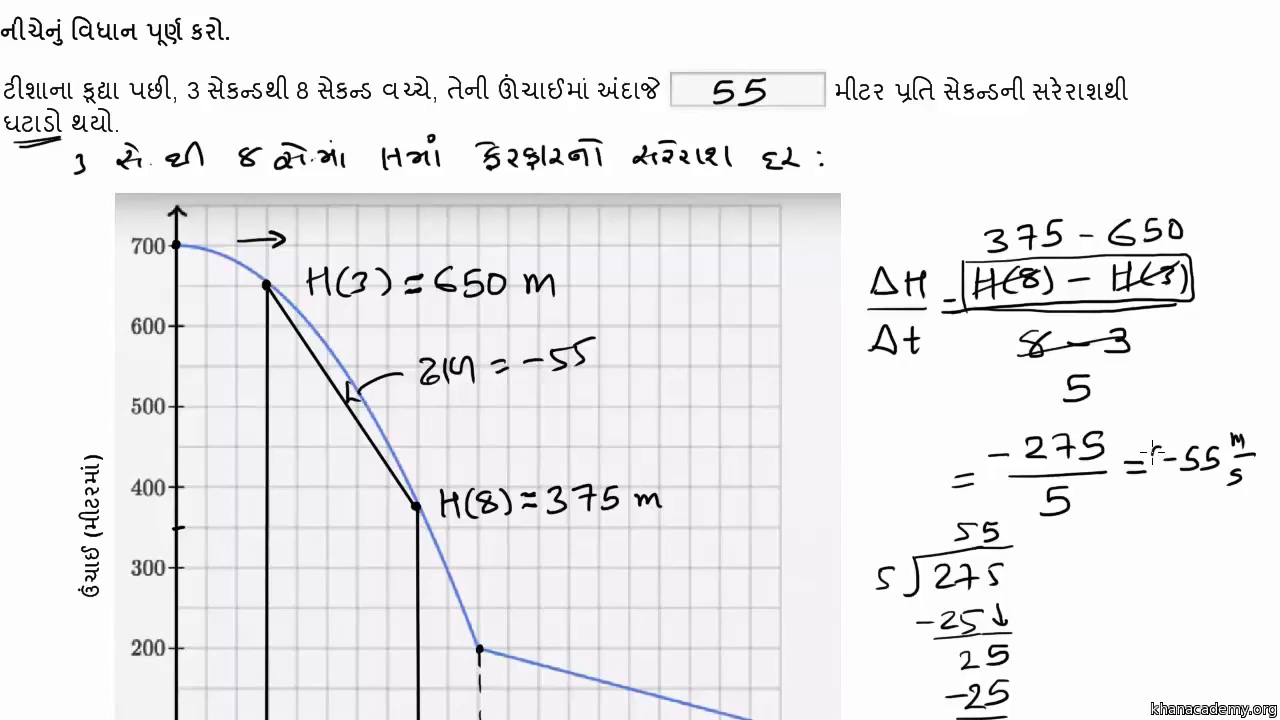 નીચેનું વિધાન પૂર્ણ કરો.
ટીશાના કૂદ્યા પછી, 3 સેકન્ડથી 8 સેકન્ડ વચ્ચે, તેની ઊંચાઈમાં અંદાજે 55 મીટર પ્રતિ સેકન્ડની સરેરાશથી
ઘટાડો થયો.
3 સે. થી 8 સે.માં Hમાં ફેરફારનો સરેરાશ દર :
700
600
500
400
300
200
ઉંચાઈ (મીટરમાં)
H(3) ≈ 650 m
ઢાળ = -55
H(8) ≈ 375 m
375 - 650
ΔH = H(8) - H(3)
Δt 8 - 3
5
= -275 = -55 m
5 s
55
5 275
-25↓
25
-25
khanacademy.org